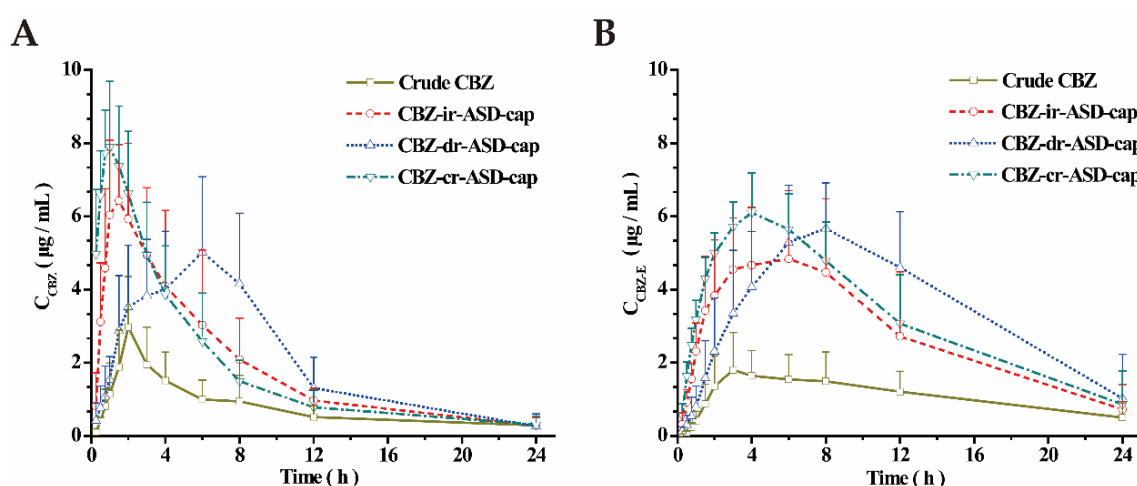 A
10
8
6
4
2
0
C CBZ ( μg / mL )
Crude CBZ
CBZ-ir-ASD-cap
CBZ-dr-ASD-cap
CBZ-cr-ASD-cap
0 4 8 12 16 20 24
Time ( h )
B
10
8
6
4
2
0
C CBZ-E ( μg / mL )
Crude CBZ
CBZ-ir-ASD-cap
CBZ-dr-ASD-cap
CBZ-cr-ASD-cap
0 4 8 12 16 20 24
Time ( h )